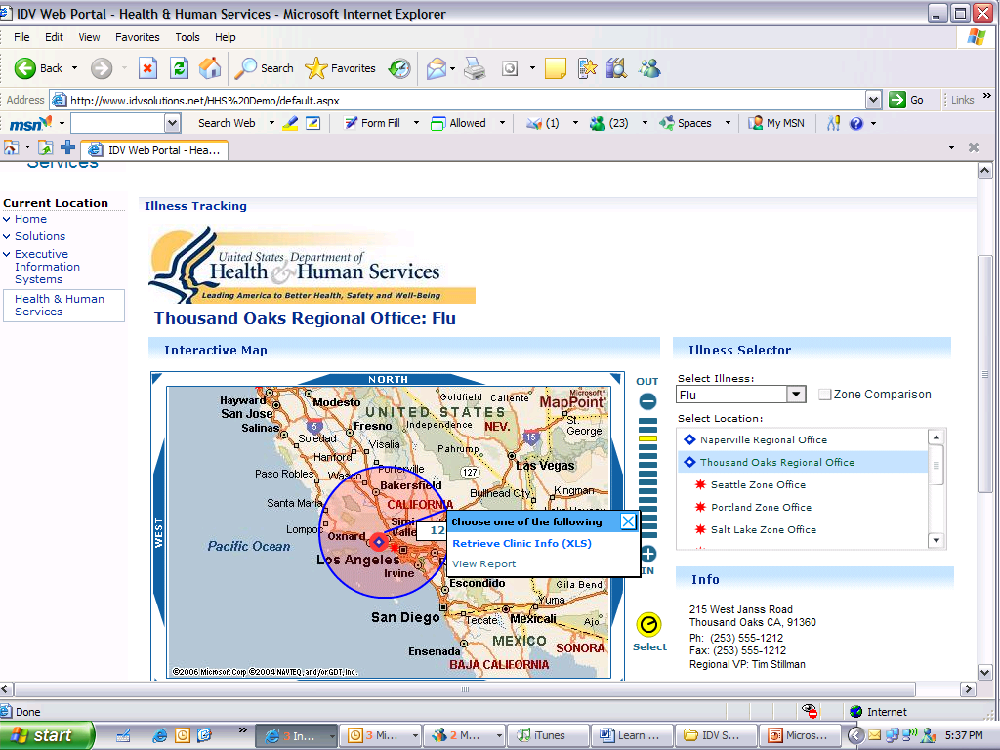 IDV Web Portal - Health & Human Services - Microsoft Internet Explorer
File Edit View Favorites Tools Help
Back Search Favorites
Address http://www.idvsolutions.net/HHS%20Demo/default.aspx Go Links »
msn Search Web Form Fill Allowed (1) (23) Spaces My MSN
IDV Web Portal - Hea...
Services
Current Location
Home
Solutions
Executive
Information
Systems
Health & Human
Services
Illness Tracking
United States Department of
Health & Human Services
Leading America to Better Health, Safety and Well-Being
Thousand Oaks Regional Office: Flu
Interactive Map
NORTH
WEST
Hayward
Modesto
Goldfield
Caliente
Microsoft®
MapPoint®
San Jose
UNITED STATES
Salinas
5
Fresno
Independence
NEV.
15
St.
George
Soledad
Visalia
Pahrump
Hanford
Porterville
Las Vegas
Paso Robles
Wasco
127
Bakersfield
Bullhead City
Kingman
Santa Maria
CALIFORNIA
Lompoc
Simi
Valle
Pacific Ocean
Oxnard
12
Los Angeles
Irvine
Choose one of the following
Retrieve Clinic Info (XLS)
View Report
Escondido
Gila Bend
Yuma
San Diego
Tecate
Mexicali
Ajo
MEXICO
Ensenada
SONORA
BAJA CALIFORNIA
©2006 Microsoft Corp ©2004 NAVTEQ, and/or GDT, Inc.
OUT
IN
Select
Illness Selector
Select Illness:
Flu Zone Comparison
Select Location:
Naperville Regional Office
Thousand Oaks Regional Office
Seattle Zone Office
Portland Zone Office
Salt Lake Zone Office
Info
215 West Janss Road
Thousand Oaks CA, 91360
Ph: (253) 555-1212
Fax: (253) 555-1212
Regional VP: Tim Stillman
Done Internet
start » 3 In... 3 Mi... 2 M... iTunes Learn ... IDV S... Micros... 5:37 PM